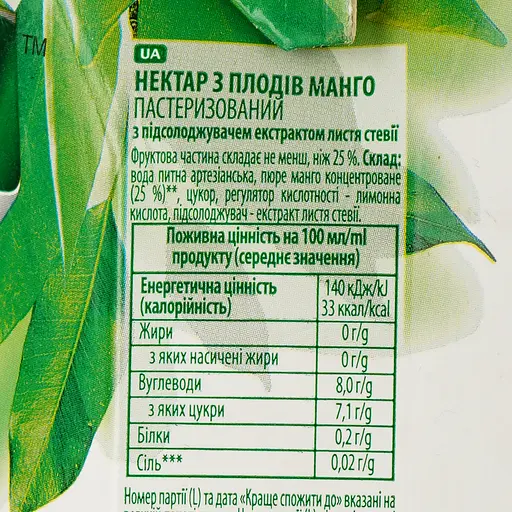 TM
UA
НЕКТАР З ПЛОДІВ МАНГО
ПАСТЕРИЗОВАНИЙ
з підсолоджувачем екстрактом листя стевії
Фруктова частина складає не менш, ніж 25 %. Склад:
вода питна артезіанська, пюре манго концентроване
(25 %)**, цукор, регулятор кислотності - лимонна
кислота, підсолоджувач - екстракт листя стевії.
Поживна цінність на 100 мл/ml
продукту (середнє значення)
Енергетична цінність 140 кДж/kJ
(калорійність) 33 ккал/kcal
Жири 0 г/g
з яких насичені жири 0 г/g
Вуглеводи 8,0 г/g
з яких цукри 7,1 г/g
Білки 0,2 г/g
Сіль*** 0,02 г/g
Номер партії (L) та дата «Краще спожити до» вказані на